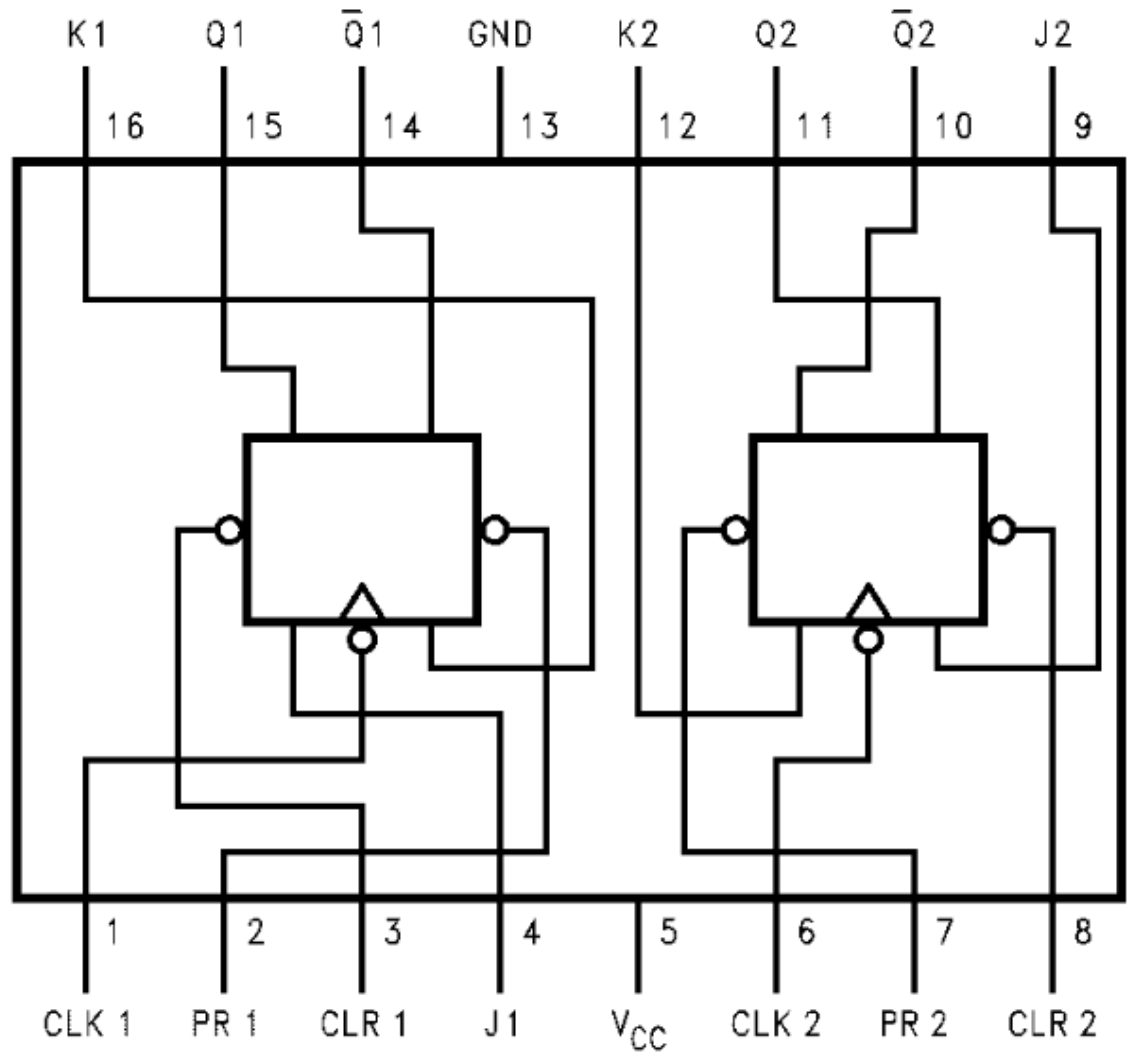 K1 Q1 Q̅1 GND K2 Q2 Q̅2 J2
16 15 14 13 12 11 10 9
1 2 3 4 5 6 7 8
CLK 1 PR 1 CLR 1 J1 VCC CLK 2 PR 2 CLR 2